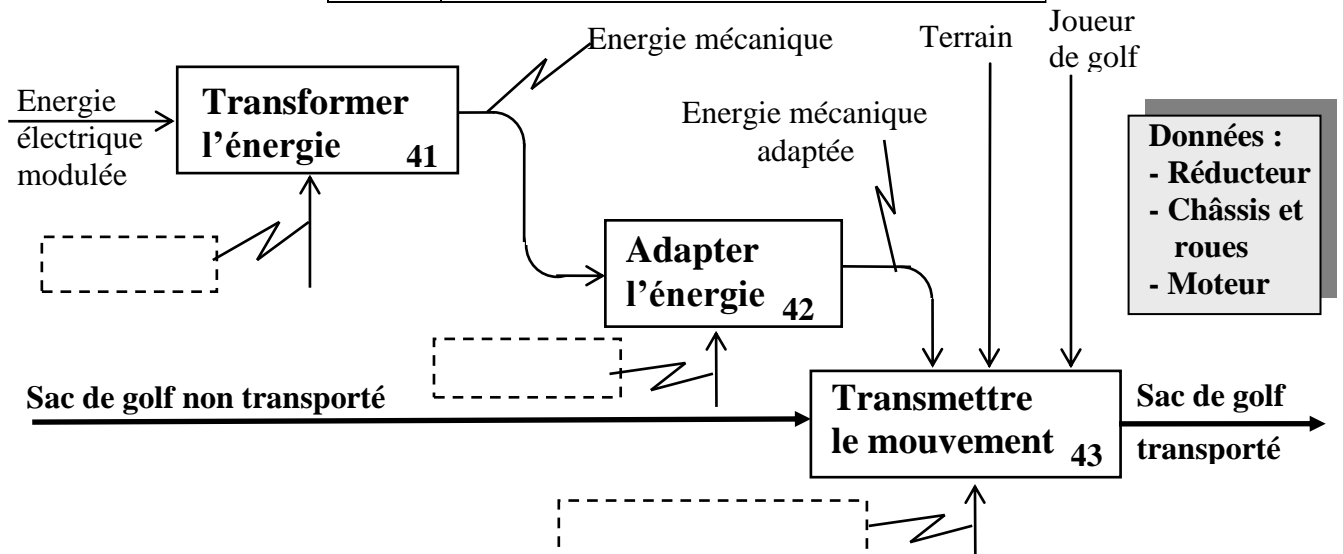 Energie mécanique
Terrain
Joueur
de golf
Energie
électrique
modulée
Transformer
l’énergie 41
Energie mécanique
adaptée
Données :
- Réducteur
- Châssis et
roues
- Moteur
Adapter
l’énergie 42
Sac de golf non transporté
Transmettre
le mouvement 43
Sac de golf
transporté